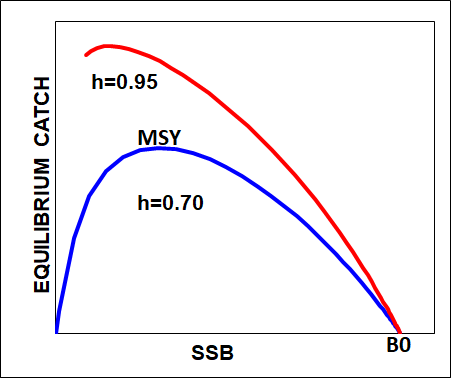 h=0.95
MSY
h=0.70
EQUILIBRIUM CATCH
B0
SSB